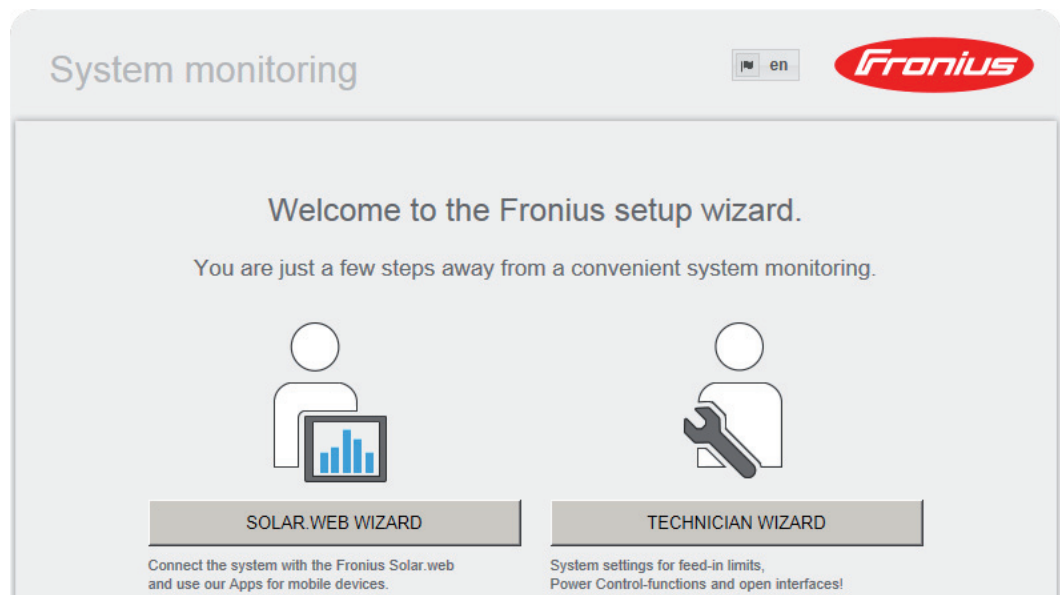 System monitoring
en
Fronius
Welcome to the Fronius setup wizard.
You are just a few steps away from a convenient system monitoring.
SOLAR.WEB WIZARD
TECHNICIAN WIZARD
Connect the system with the Fronius Solar.web
and use our Apps for mobile devices.
System settings for feed-in limits,
Power Control-functions and open interfaces!